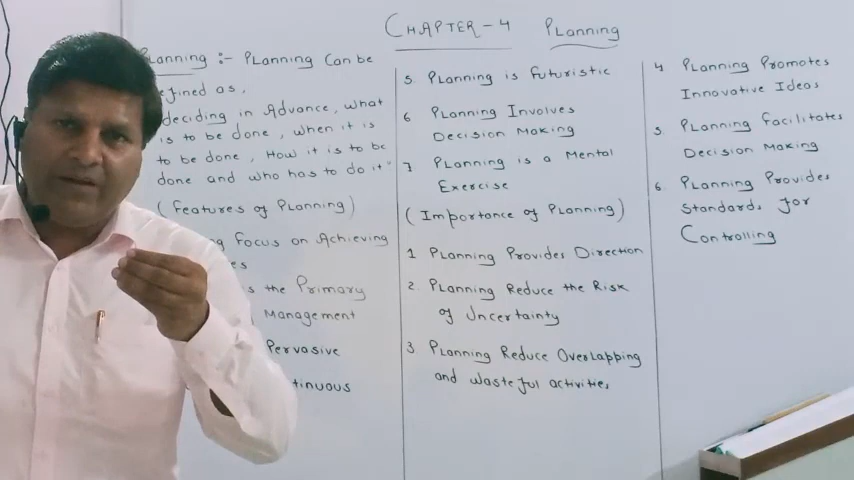 CHAPTER-4 Planning
Planning :- Planning Can be
efined as,
deciding in Advance, what
is to be done, when it is
to be done, How it is to be
done and who has to do it"
(Features of Planning)
Focus on Achieving
the Primary
Management
Pervasive
5. Planning is Futuristic
6 Planning Involves
Decision Making
7 Planning is a Mental
Exercise
(Importance of Planning)
1 Planning Provides Direction
2. Planning Reduce the Risk
of Uncertainty
3. Planning Reduce Overlapping
and wasteful activities,
4 Planning Promotes
Innovative Ideas
5 Planning Facilitates
Decision Making
6 Planning Provides
Standards for
Controlling